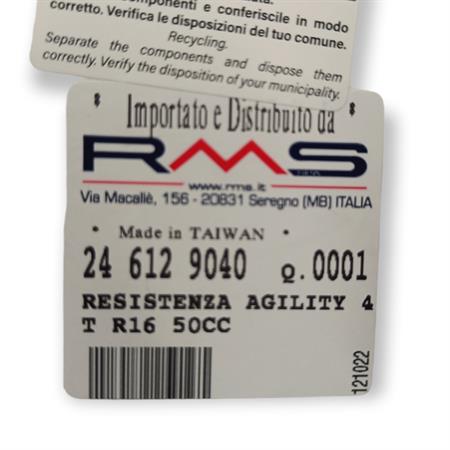 componenti e conferiscile in modo
corretto. Verifica le disposizioni del tuo comune.
Recycling.
Separate the components and dispose them
correctly. Verify the disposition of your municipality.
* Importato e Distribuito da *
RMS
www.rms.it
Via Macallè, 156 - 20831 Seregno (MB) ITALIA
* Made in TAIWAN *
24 612 9040 Q.0001
RESISTENZA AGILITY 4
T R16 50CC
121022